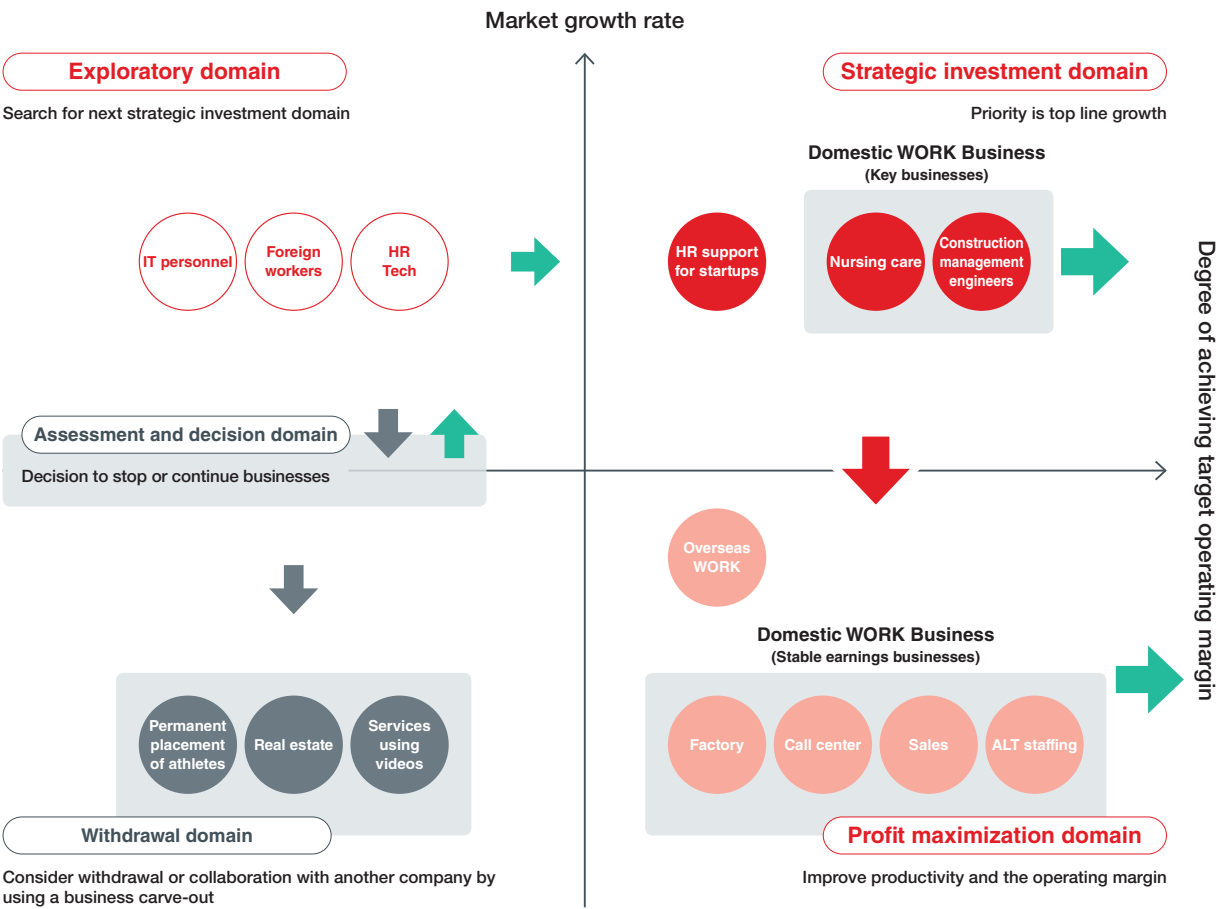 Market growth rate
Exploratory domain
Search for next strategic investment domain
Strategic investment domain
Priority is top line growth
Domestic WORK Business
(Key businesses)
IT personnel
Foreign
workers
HR
Tech
HR support
for startups
Nursing care
Construction
management
engineers
Degree of achieving target operating margin
Assessment and decision domain
Decision to stop or continue businesses
Overseas
WORK
Domestic WORK Business
(Stable earnings businesses)
Permanent
placement
of athletes
Real estate
Services
using
videos
Factory
Call center
Sales
ALT staffing
Withdrawal domain
Consider withdrawal or collaboration with another company by
using a business carve-out
Profit maximization domain
Improve productivity and the operating margin